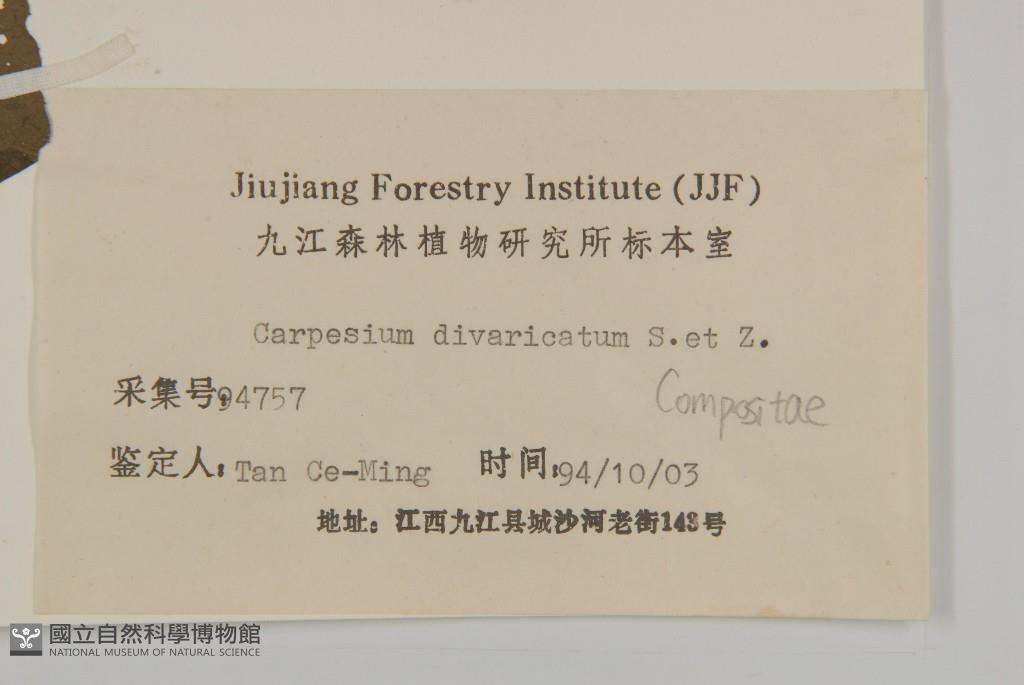 Jiujiang Forestry Institute (JJF)
九江森林植物研究所标本室
Carpesium divaricatum S.et Z.
采集号:94757
Compositae
鉴定人:Tan Ce-Ming 时间:94/10/03
地址:江西九江县城沙河老街143号
國立自然科學博物館
NATIONAL MUSEUM OF NATURAL SCIENCE